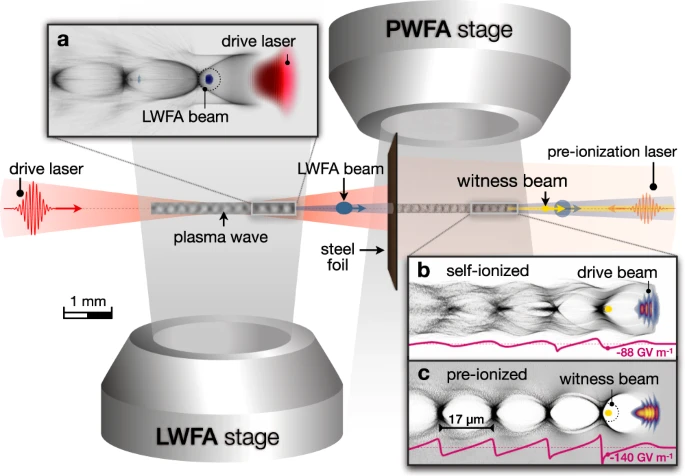 a
drive laser
LWFA beam
PWFA stage
drive laser
LWFA beam
pre-ionization laser
witness beam
plasma wave
steel
foil
1 mm
b
self-ionized
drive beam
-88 GV m⁻¹
c
pre-ionized
witness beam
17 µm
-140 GV m⁻¹
LWFA stage